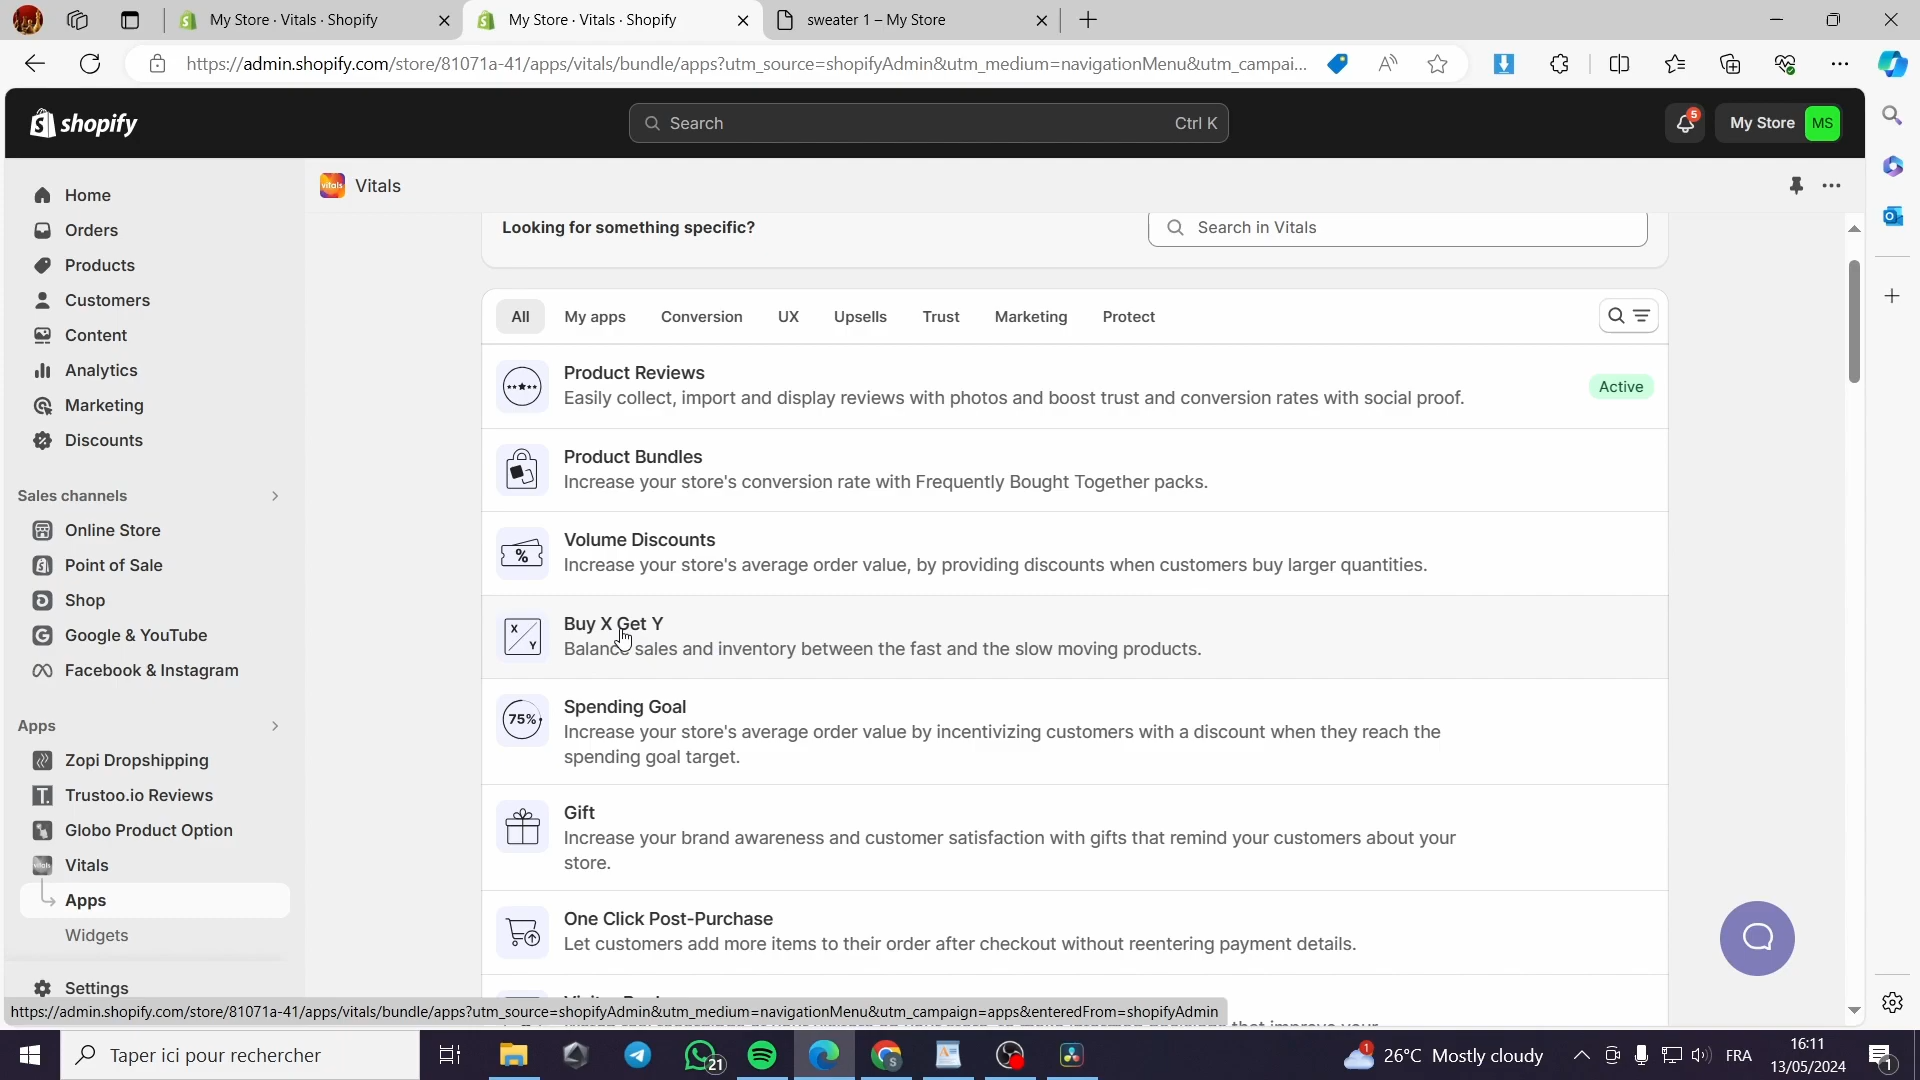 My Store · Vitals · Shopify
My Store · Vitals · Shopify
sweater 1 – My Store
https://admin.shopify.com/store/81071a-41/apps/vitals/bundle/apps?utm_source=shopifyAdmin&utm_medium=navigationMenu&utm_campai...
shopify
Search
Ctrl K
5
My Store
MS
Home
Orders
Products
Customers
Content
Analytics
Marketing
Discounts
Sales channels
Online Store
Point of Sale
Shop
Google & YouTube
Facebook & Instagram
Apps
Zopi Dropshipping
Trustoo.io Reviews
Globo Product Option
Vitals
Apps
Widgets
Settings
vitals
Vitals
Looking for something specific?
Search in Vitals
All
My apps
Conversion
UX
Upsells
Trust
Marketing
Protect
Product Reviews
Easily collect, import and display reviews with photos and boost trust and conversion rates with social proof.
Active
Product Bundles
Increase your store's conversion rate with Frequently Bought Together packs.
%
Volume Discounts
Increase your store's average order value, by providing discounts when customers buy larger quantities.
X
Y
Buy X Get Y
Balance sales and inventory between the fast and the slow moving products.
75%
Spending Goal
Increase your store's average order value by incentivizing customers with a discount when they reach the
spending goal target.
Gift
Increase your brand awareness and customer satisfaction with gifts that remind your customers about your
store.
One Click Post-Purchase
Let customers add more items to their order after checkout without reentering payment details.
https://admin.shopify.com/store/81071a-41/apps/vitals/bundle/apps?utm_source=shopifyAdmin&utm_medium=navigationMenu&utm_campaign=apps&enteredFrom=shopifyAdmin
Taper ici pour rechercher
21
1
26°C Mostly cloudy
FRA
16:11
13/05/2024
1